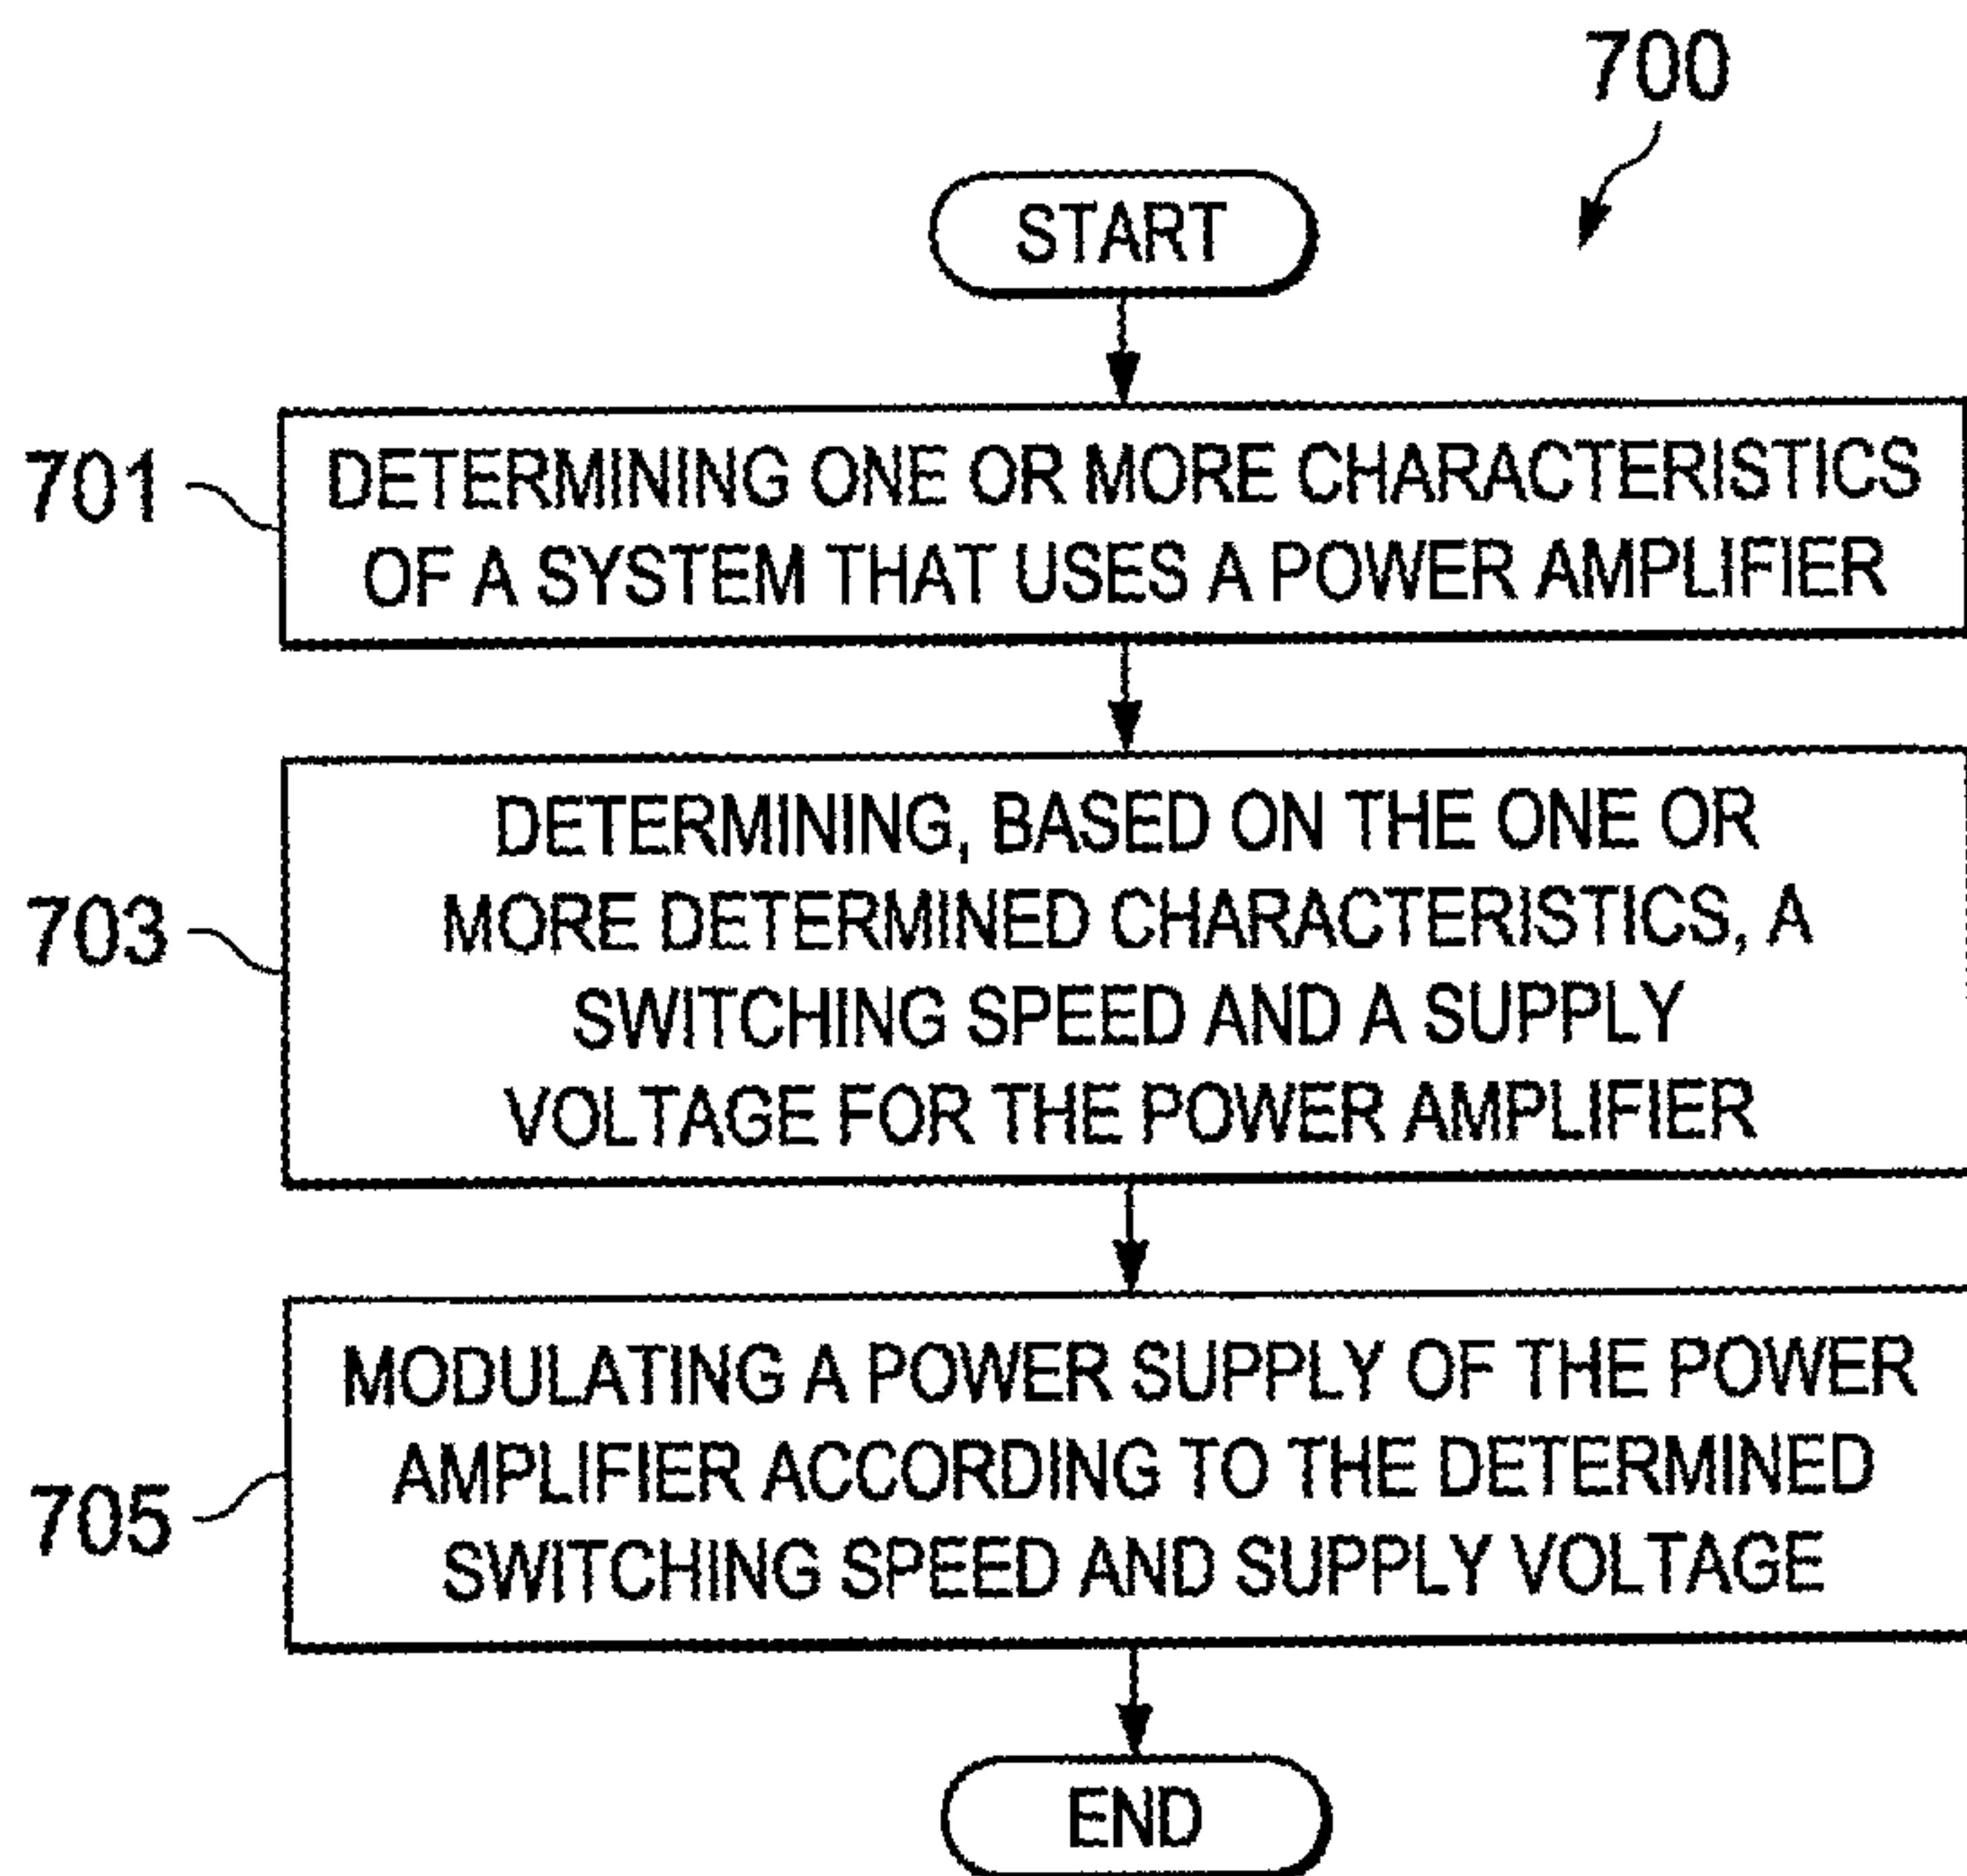 700
START
701
DETERMINING ONE OR MORE CHARACTERISTICS
OF A SYSTEM THAT USES A POWER AMPLIFIER
703
DETERMINING, BASED ON THE ONE OR
MORE DETERMINED CHARACTERISTICS, A
SWITCHING SPEED AND A SUPPLY
VOLTAGE FOR THE POWER AMPLIFIER
705
MODULATING A POWER SUPPLY OF THE POWER
AMPLIFIER ACCORDING TO THE DETERMINED
SWITCHING SPEED AND SUPPLY VOLTAGE
END